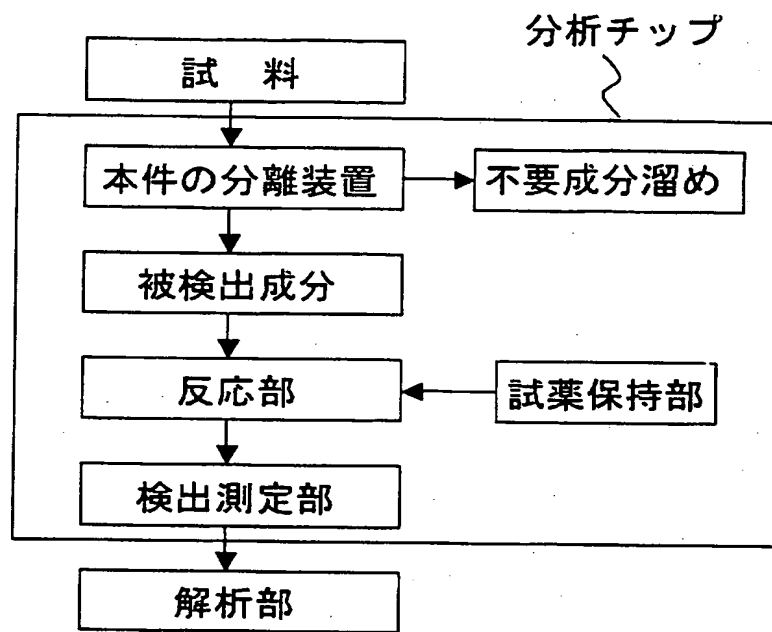 分析チップ
試　料
本件の分離装置
不要成分溜め
被検出成分
反応部
試薬保持部
検出測定部
解析部